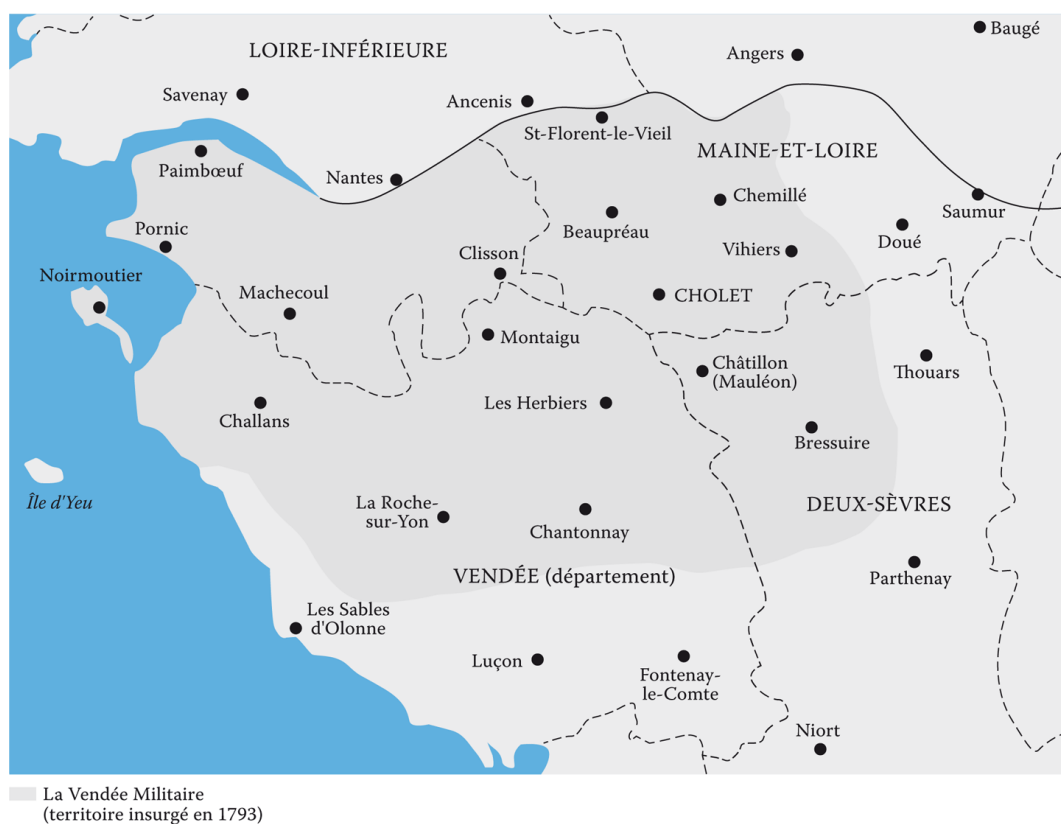 Baugé
LOIRE-INFÉRIEURE
Angers
Savenay
Ancenis
St-Florent-le-Vieil
MAINE-ET-LOIRE
Paimbœuf
Nantes
Chemillé
Saumur
Beaupréau
Pornic
Doué
Vihiers
Clisson
Noirmoutier
Machecoul
CHOLET
Montaigu
Châtillon
(Mauléon)
Thouars
Les Herbiers
Challans
Bressuire
Île d'Yeu
La Roche-
sur-Yon
DEUX-SÈVRES
Chantonnay
VENDÉE (département)
Parthenay
Les Sables
d'Olonne
Luçon
Fontenay-
le-Comte
Niort
La Vendée Militaire
(territoire insurgé en 1793)